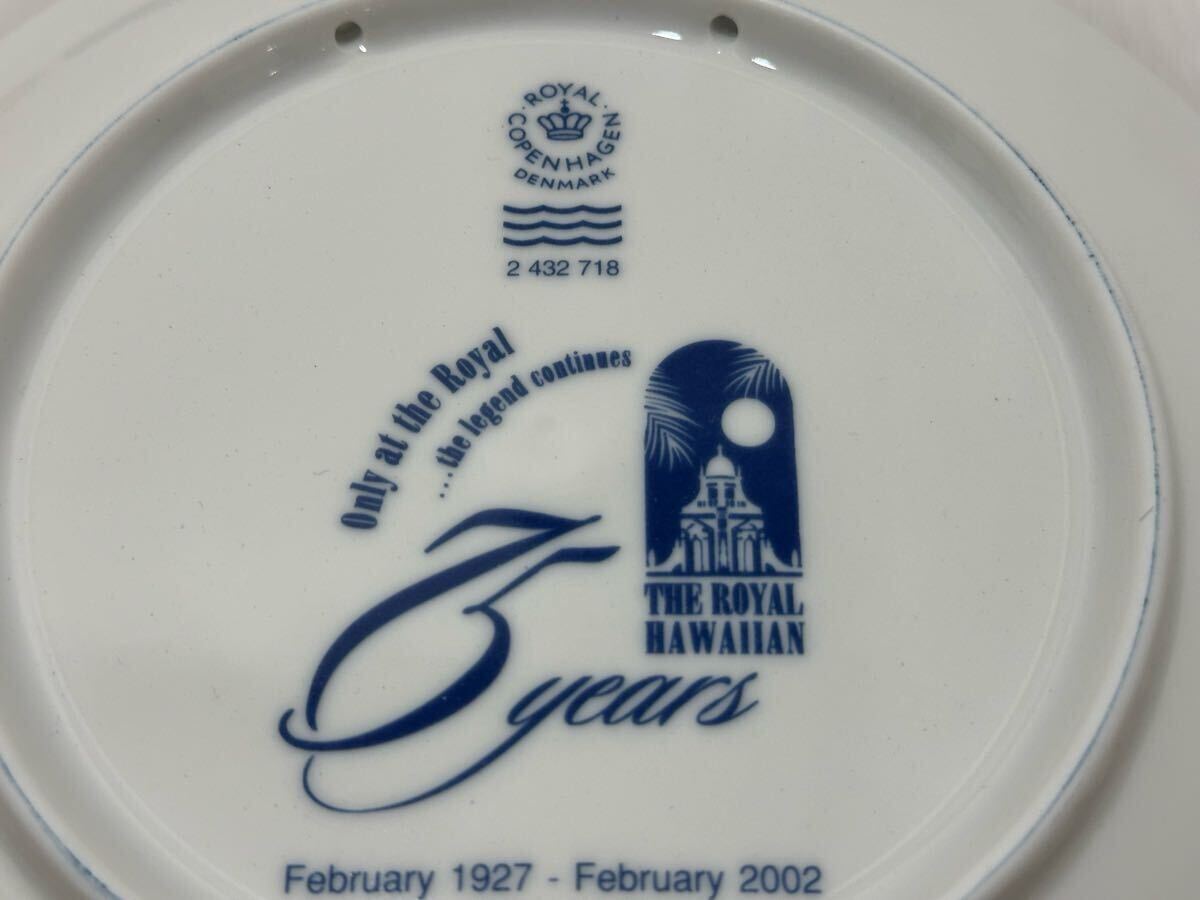 ROYAL
COPENHAGEN
DENMARK
2 432 718
Only at the Royal
...the legend continues
75 years
THE ROYAL
HAWAIIAN
February 1927 - February 2002